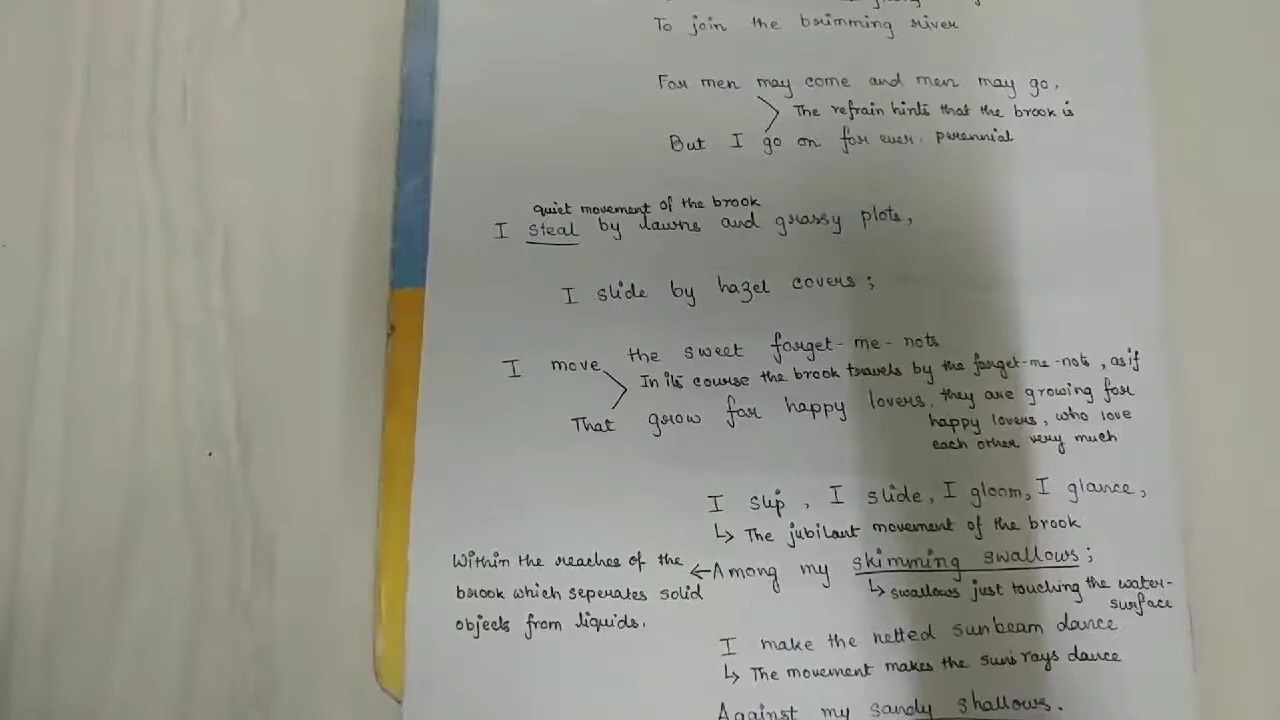 To join the brimming river
For men may come and men may go,
The refrain hints that the brook is
But I go on for ever. perennial
quiet movement of the brook
I steal by lawns and grassy plots,
I slide by hazel covers;
I move the sweet forget-me-nots
In its course the brook travels by the forget-me-nots, as if
That grow for happy lovers. they are growing for
happy lovers, who love
each other very much
I slip, I slide, I gloom, I glance,
↳ The jubilant movement of the brook
Within the reaches of the ← Among my skimming swallows;
brook which seperates solid ↳ swallows just touching the water-
surface
objects from liquids.
I make the netted sunbeam dance
↳ The movement makes the sun's rays dance
Against my sandy shallows.